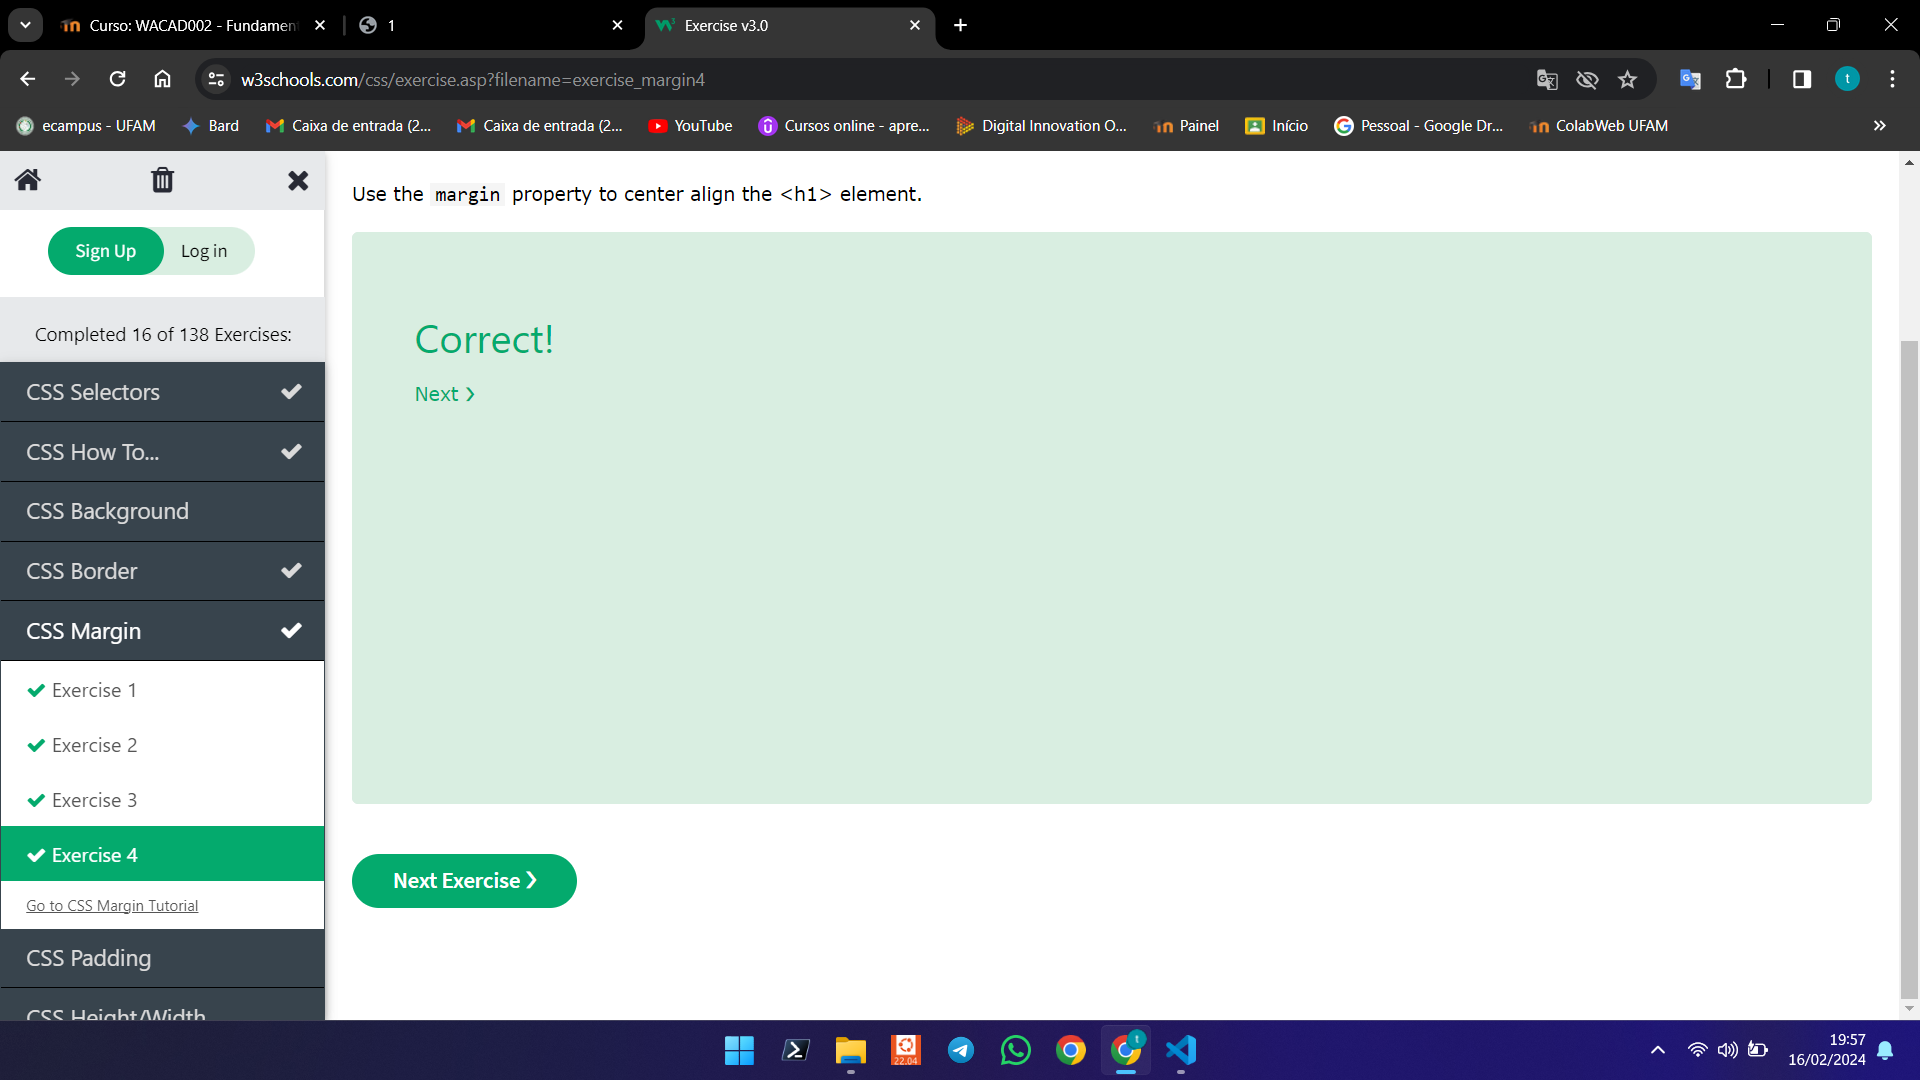 Curso: WACAD002 - Fundamen
1
Exercise v3.0
w3schools.com/css/exercise.asp?filename=exercise_margin4
t
ecampus - UFAM
Bard
Caixa de entrada (2...
Caixa de entrada (2...
YouTube
Cursos online - apre...
Digital Innovation O...
Painel
Início
Pessoal - Google Dr...
ColabWeb UFAM
Sign Up
Log in
Completed 16 of 138 Exercises:
CSS Selectors
CSS How To...
CSS Background
CSS Border
CSS Margin
Exercise 1
Exercise 2
Exercise 3
Exercise 4
Go to CSS Margin Tutorial
CSS Padding
CSS Height/Width
Use the margin property to center align the <h1> element.
Correct!
Next ❯
Next Exercise ❯
22.04
t
19:57
16/02/2024